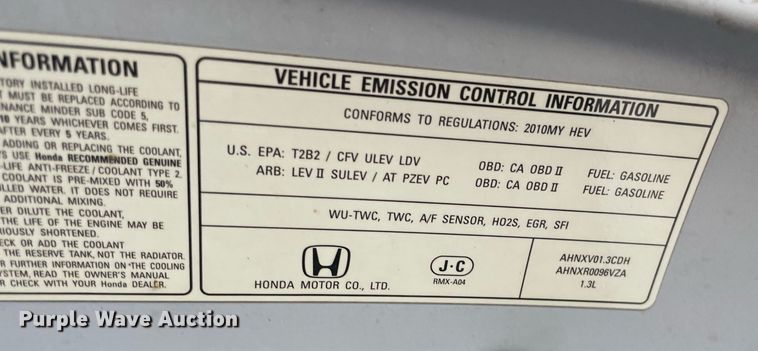 INFORMATION
TORY INSTALLED LONG-LIFE
T MUST BE REPLACED ACCORDING TO
NANCE MINDER SUB CODE 5,
10 YEARS WHICHEVER COMES FIRST.
AFTER EVERY 5 YEARS.
ADDING OR REPLACING THE COOLANT,
S USE Honda RECOMMENDED GENUINE
-LIFE ANTI-FREEZE/COOLANT TYPE 2.
COOLANT IS PRE-MIXED WITH 50%
LLED WATER. IT DOES NOT REQUIRE
ADDITIONAL MIXING.
ER DILUTE THE COOLANT,
THE LIFE OF THE ENGINE MAY BE
OUSLY SHORTENED.
ECK OR ADD THE COOLANT
THE RESERVE TANK, NOT THE RADIATOR.
R FURTHER INFORMATION ON "THE COOLING
YSTEM, READ THE OWNER'S MANUAL
R CHECK WITH YOUR Honda DEALER.
VEHICLE EMISSION CONTROL INFORMATION
CONFORMS TO REGULATIONS: 2010MY HEV
U.S. EPA: T2B2 / CFV ULEV LDV OBD: CA OBD II FUEL: GASOLINE
ARB: LEV II SULEV / AT PZEV PC OBD: CA OBD II FUEL: GASOLINE
WU-TWC, TWC, A/F SENSOR, HO2S, EGR, SFI
HONDA MOTOR CO., LTD.
J·C
RMX-A04
AHNXV01.3CDH
AHNXR0096VZA
1.3L
Purple Wave Auction